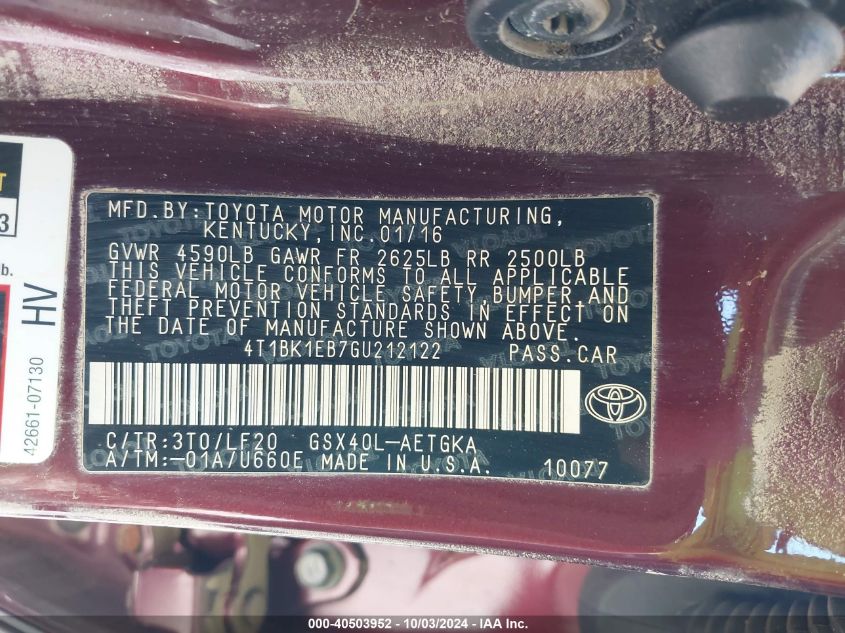 MFD.BY:TOYOTA MOTOR MANUFACTURING,
KENTUCKY,INC.01/16
GVWR 4590LB GAWR FR 2625LB RR 2500LB
THIS VEHICLE CONFORMS TO ALL APPLICABLE
FEDERAL MOTOR VEHICLE SAFETY,BUMPER,AND
THEFT PREVENTION STANDARDS IN EFFECT ON
THE DATE OF MANUFACTURE SHOWN ABOVE.
4T1BK1EB7GU212122 PASS.CAR
C/TR:3T0/LF20 GSX40L-AETGKA
A/TM:-01A/U660E MADE IN U.S.A. 10077
T
3
b.
HV
42661-07130
000-40503952 - 10/03/2024 - IAA Inc.